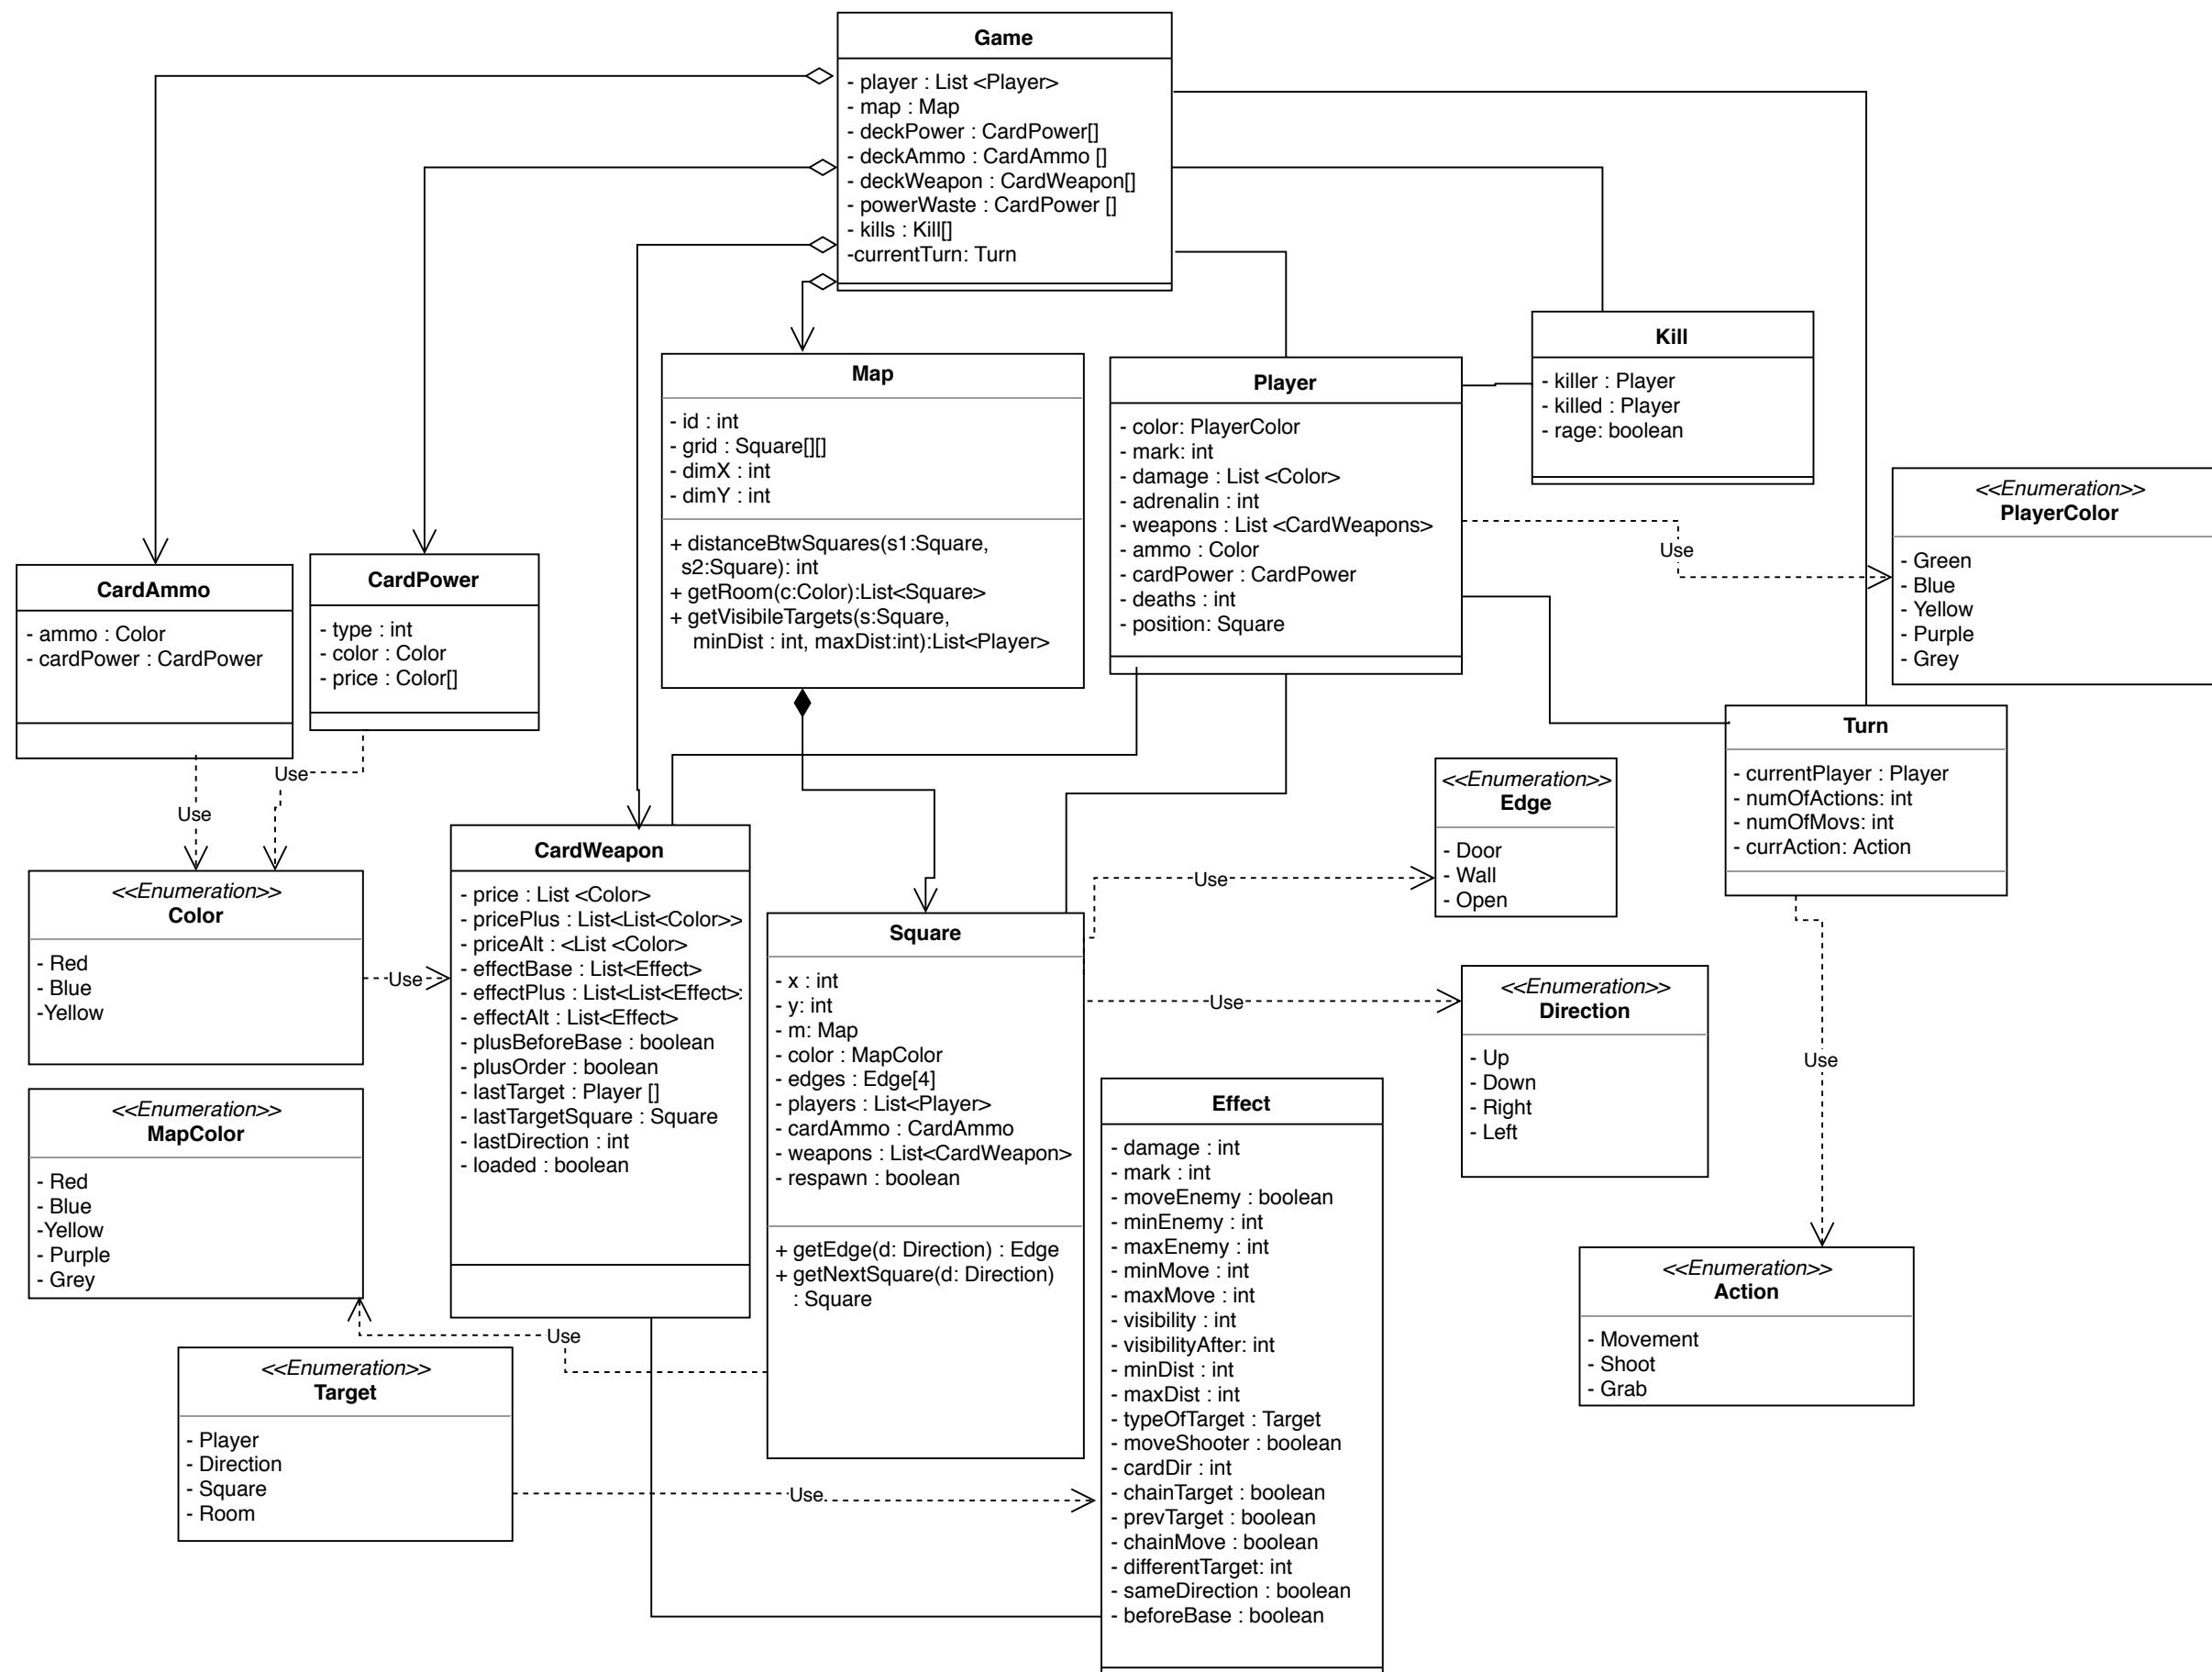 Game
- player : List <Player>
- map : Map
- deckPower : CardPower[]
- deckAmmo : CardAmmo []
- deckWeapon : CardWeapon[]
- powerWaste : CardPower []
- kills : Kill[]
-currentTurn: Turn
Kill
- killer : Player
- killed : Player
- rage: boolean
Map
- id : int
- grid : Square[][]
- dimX : int
- dimY : int
+ distanceBtwSquares(s1:Square,
s2:Square): int
+ getRoom(c:Color):List<Square>
+ getVisibileTargets(s:Square,
minDist : int, maxDist:int):List<Player>
Player
- color: PlayerColor
- mark: int
- damage : List <Color>
- adrenalin : int
- weapons : List <CardWeapons>
- ammo : Color
- cardPower : CardPower
- deaths : int
- position: Square
Use
<<Enumeration>>
PlayerColor
- Green
- Blue
- Yellow
- Purple
- Grey
CardAmmo
- ammo : Color
- cardPower : CardPower
CardPower
- type : int
- color : Color
- price : Color[]
Use
Use
Turn
- currentPlayer : Player
- numOfActions: int
- numOfMovs: int
- currAction: Action
<<Enumeration>>
Edge
- Door
- Wall
- Open
<<Enumeration>>
Color
- Red
- Blue
-Yellow
Use
CardWeapon
- price : List <Color>
- pricePlus : List<List<Color>>
- priceAlt : <List <Color>
- effectBase : List<Effect>
- effectPlus : List<List<Effect>:
- effectAlt : List<Effect>
- plusBeforeBase : boolean
- plusOrder : boolean
- lastTarget : Player []
- lastTargetSquare : Square
- lastDirection : int
- loaded : boolean
Square
- x : int
- y: int
- m: Map
- color : MapColor
- edges : Edge[4]
- players : List<Player>
- cardAmmo : CardAmmo
- weapons : List<CardWeapon>
- respawn : boolean
+ getEdge(d: Direction) : Edge
+ getNextSquare(d: Direction)
: Square
Use
Use
<<Enumeration>>
Direction
- Up
- Down
- Right
- Left
Use
<<Enumeration>>
MapColor
- Red
- Blue
-Yellow
- Purple
- Grey
Use
Effect
- damage : int
- mark : int
- moveEnemy : boolean
- minEnemy : int
- maxEnemy : int
- minMove : int
- maxMove : int
- visibility : int
- visibilityAfter: int
- minDist : int
- maxDist : int
- typeOfTarget : Target
- moveShooter : boolean
- cardDir : int
- chainTarget : boolean
- prevTarget : boolean
- chainMove : boolean
- differentTarget: int
- sameDirection : boolean
- beforeBase : boolean
<<Enumeration>>
Action
- Movement
- Shoot
- Grab
<<Enumeration>>
Target
- Player
- Direction
- Square
- Room
Use